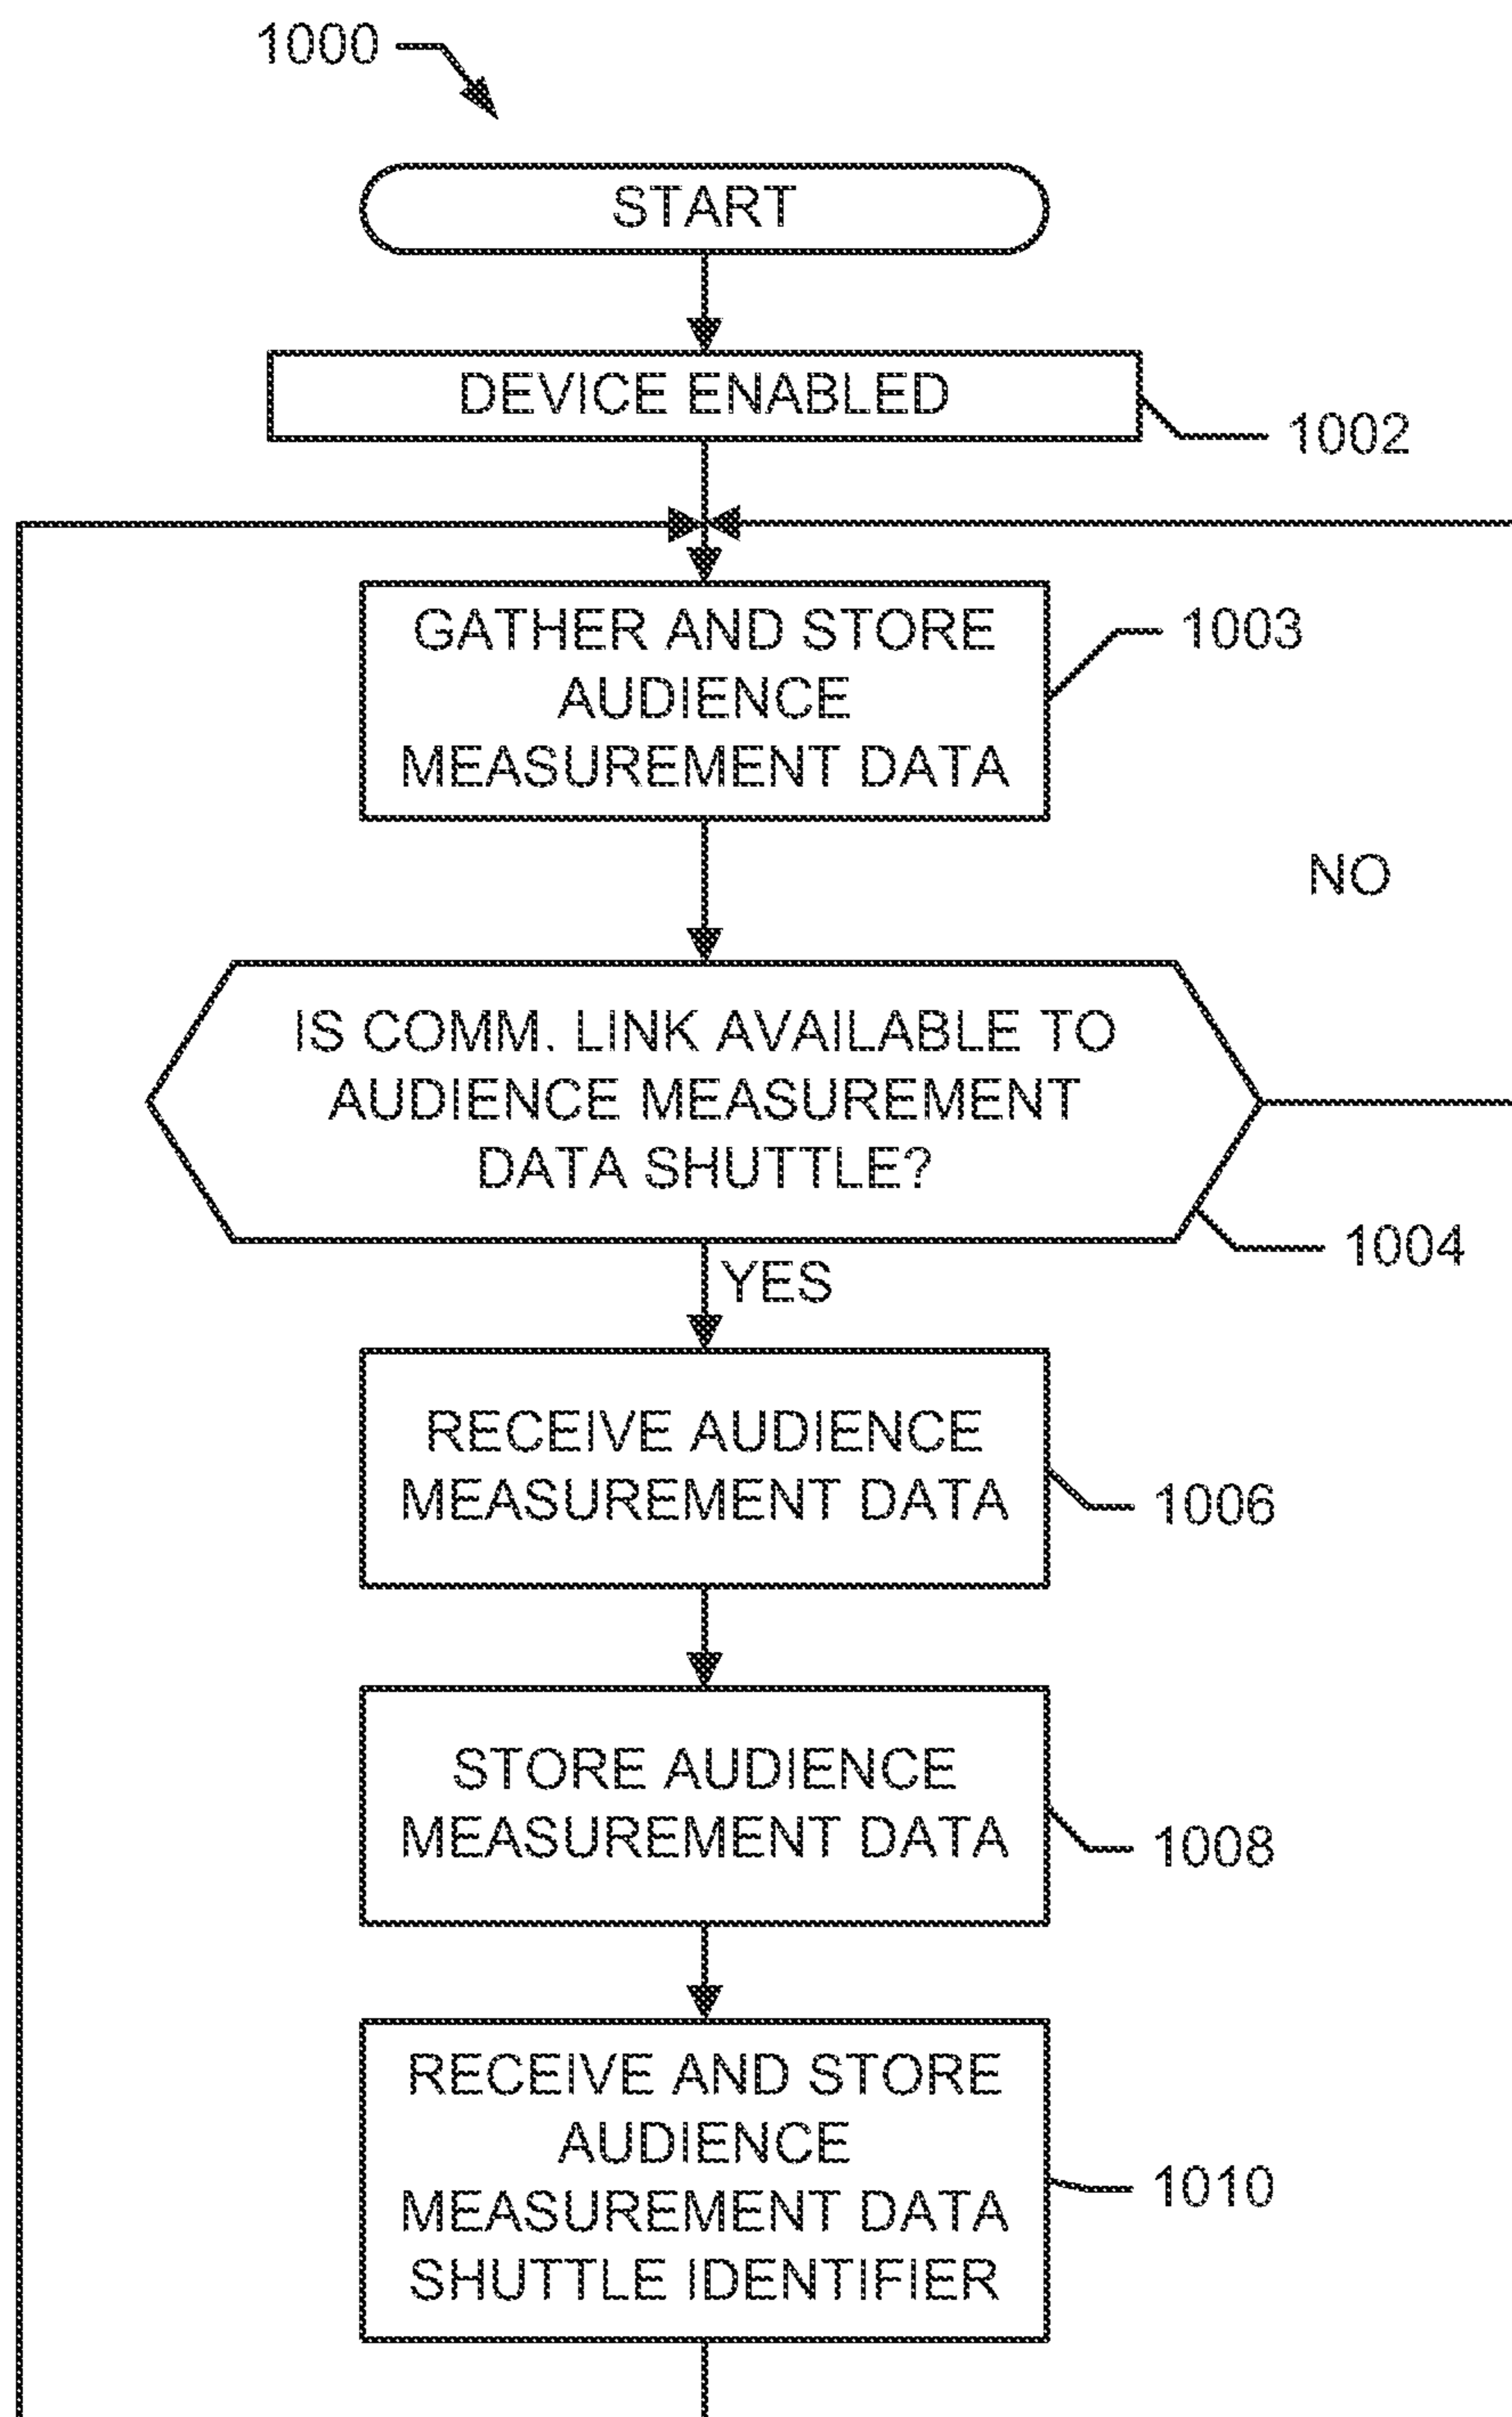 1000
START
DEVICE ENABLED
1002
GATHER AND STORE
AUDIENCE
MEASUREMENT DATA
1003
NO
IS COMM. LINK AVAILABLE TO
AUDIENCE MEASUREMENT
DATA SHUTTLE?
1004
YES
RECEIVE AUDIENCE
MEASUREMENT DATA
1006
STORE AUDIENCE
MEASUREMENT DATA
1008
RECEIVE AND STORE
AUDIENCE
MEASUREMENT DATA
SHUTTLE IDENTIFIER
1010